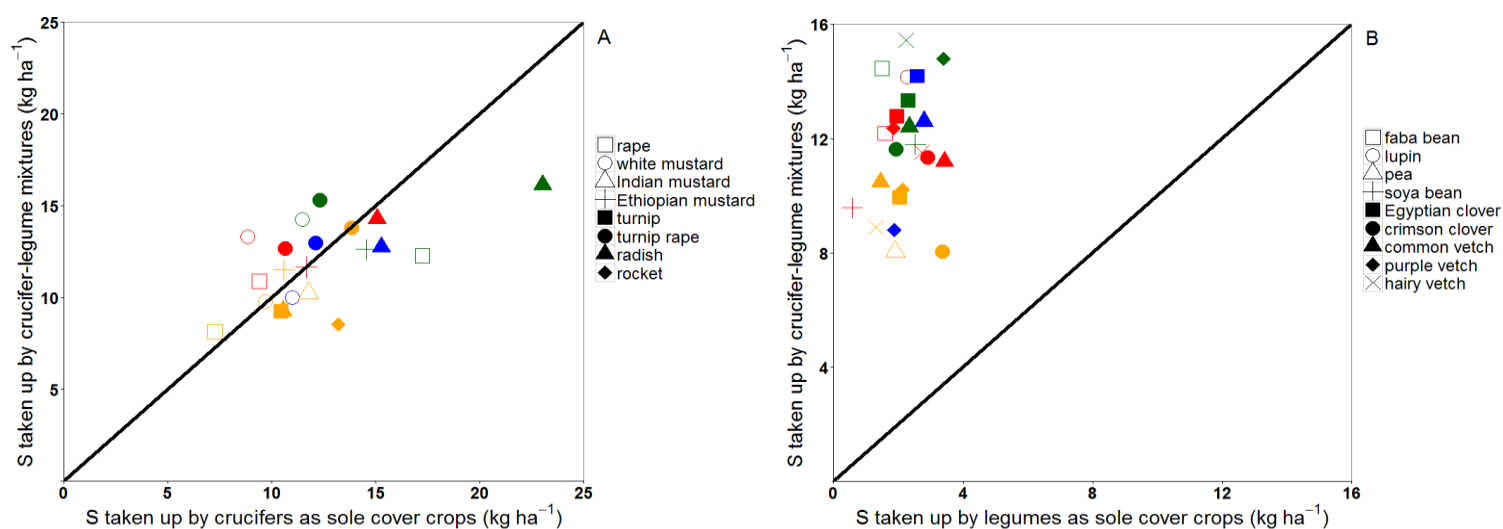 25
20
15
10
5
0
5
10
15
20
25
S taken up by crucifer-legume mixtures (kg ha⁻¹)
S taken up by crucifers as sole cover crops (kg ha⁻¹)
A
rape
white mustard
Indian mustard
Ethiopian mustard
turnip
turnip rape
radish
rocket
16
12
8
4
0
4
8
12
16
S taken up by crucifer-legume mixtures (kg ha⁻¹)
S taken up by legumes as sole cover crops (kg ha⁻¹)
B
faba bean
lupin
pea
soya bean
Egyptian clover
crimson clover
common vetch
purple vetch
hairy vetch